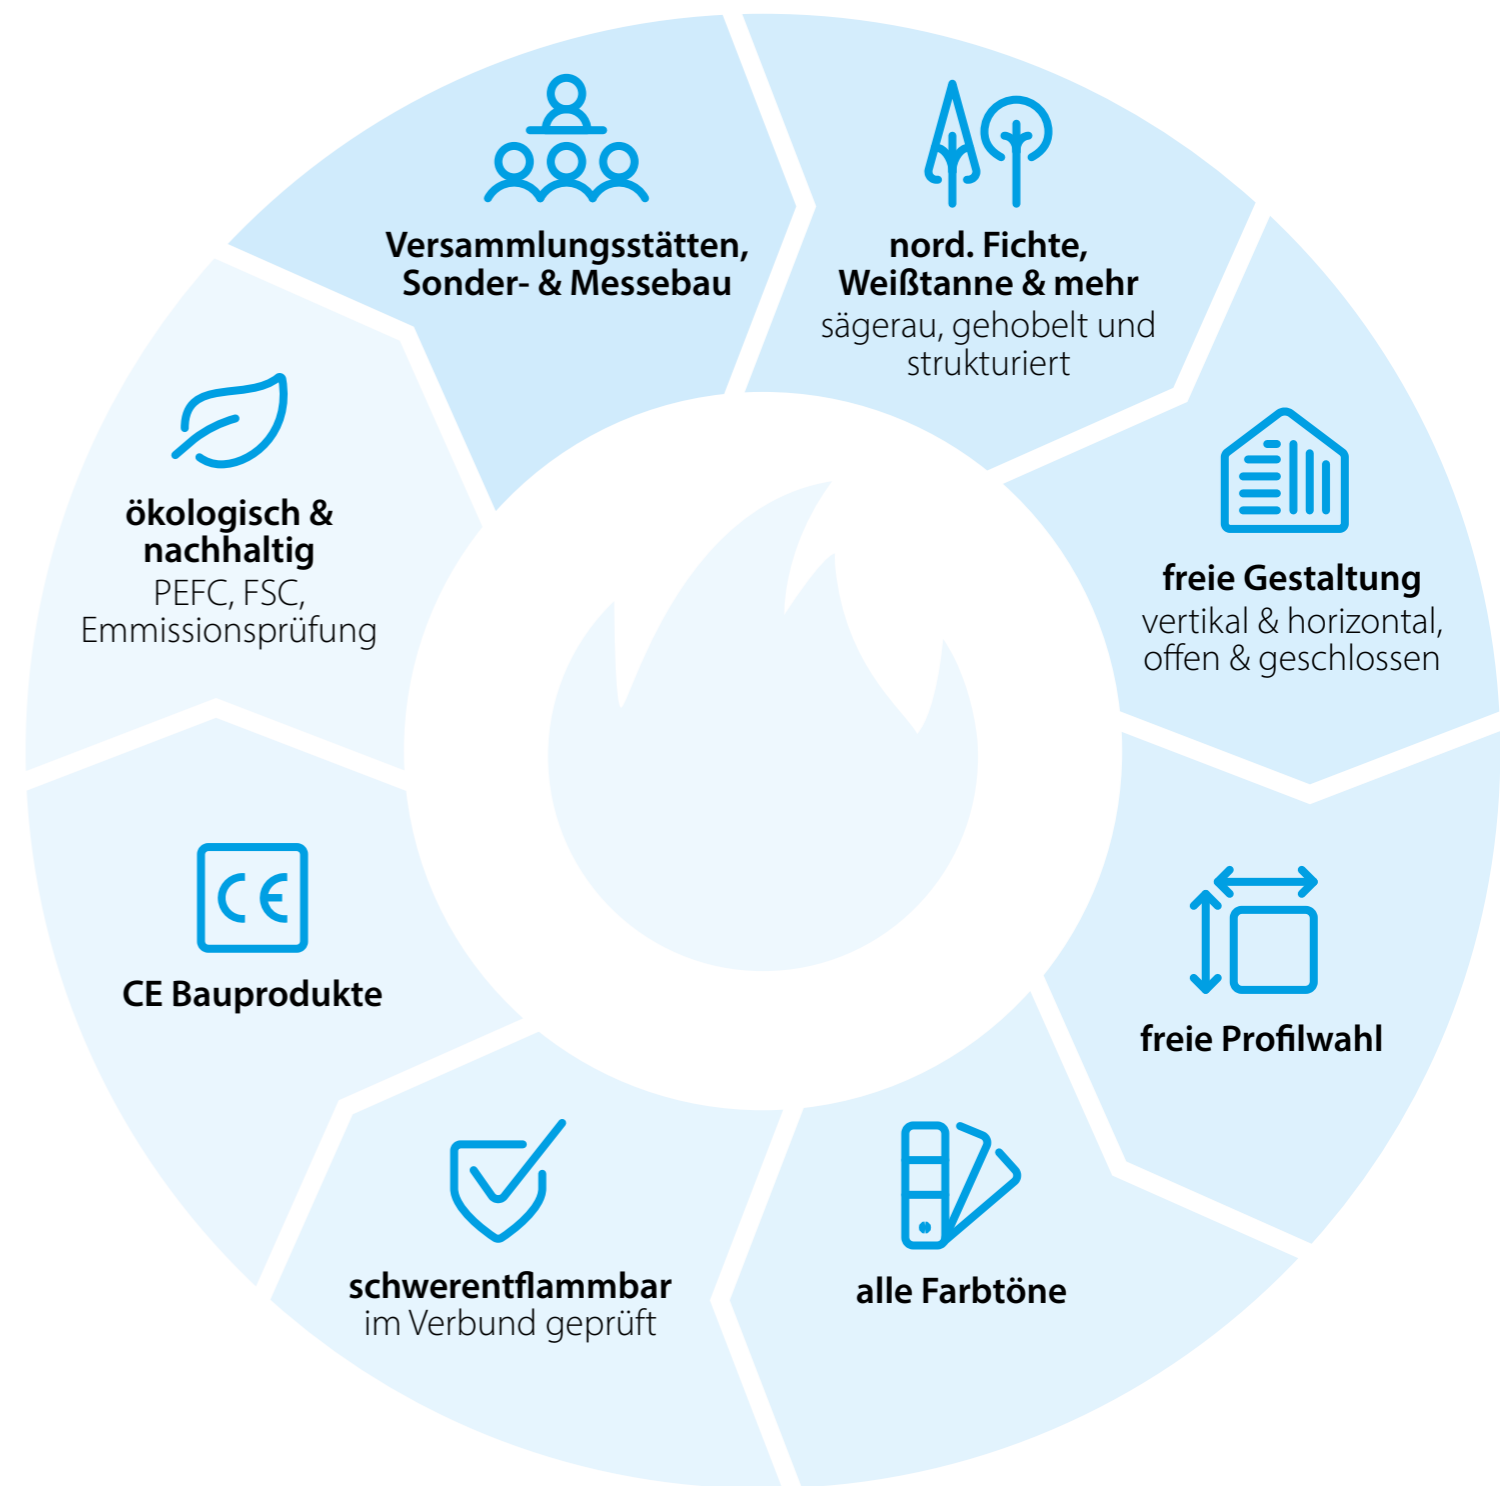 Versammlungsstätten,
Sonder- & Messebau
nord. Fichte,
Weißtanne & mehr
sägerau, gehobelt und
strukturiert
freie Gestaltung
vertikal & horizontal,
offen & geschlossen
freie Profilwahl
alle Farbtöne
schwerentflammbar
im Verbund geprüft
CE
CE Bauprodukte
ökologisch &
nachhaltig
PEFC, FSC,
Emmissionsprüfung